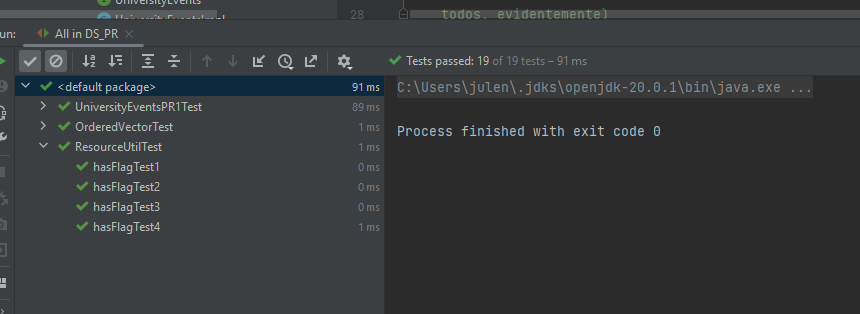 UniversityEvents
28
todos, evidentemente)
un:
All in DS_PR
Tests passed: 19 of 19 tests – 91 ms
<default package>
91 ms
C:\Users\julen\.jdks\openjdk-20.0.1\bin\java.exe ...
UniversityEventsPR1Test
89 ms
OrderedVectorTest
1 ms
Process finished with exit code 0
ResourceUtilTest
1 ms
hasFlagTest1
0 ms
hasFlagTest2
0 ms
hasFlagTest3
0 ms
hasFlagTest4
1 ms